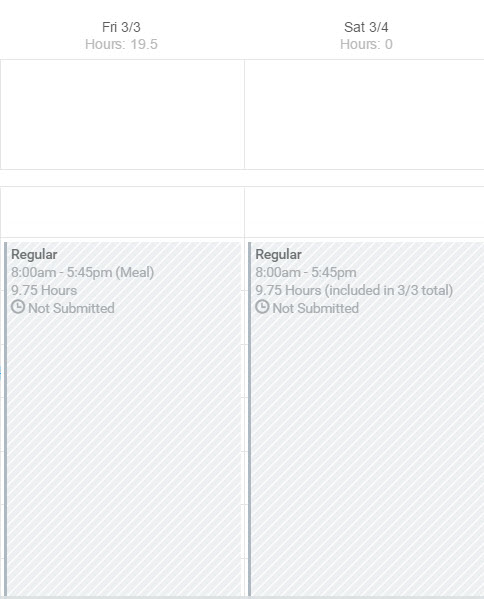 Fri 3/3
Hours: 19.5
Sat 3/4
Hours: 0
Regular
8:00am - 5:45pm (Meal)
9.75 Hours
Not Submitted
Regular
8:00am - 5:45pm
9.75 Hours (included in 3/3 total)
Not Submitted